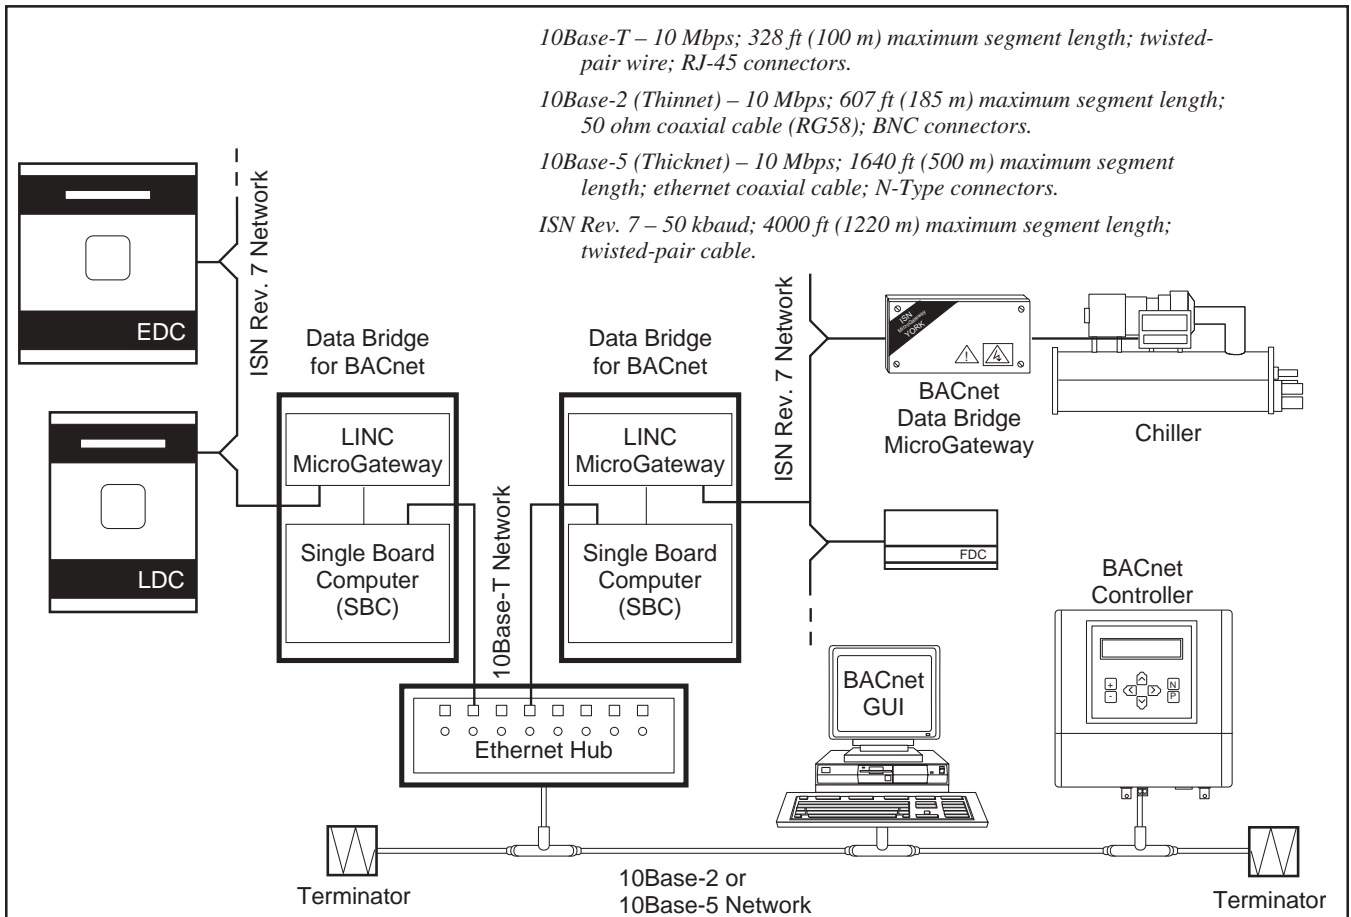 10Base-T – 10 Mbps; 328 ft (100 m) maximum segment length; twisted-
pair wire; RJ-45 connectors.
10Base-2 (Thinnet) – 10 Mbps; 607 ft (185 m) maximum segment length;
50 ohm coaxial cable (RG58); BNC connectors.
10Base-5 (Thicknet) – 10 Mbps; 1640 ft (500 m) maximum segment
length; ethernet coaxial cable; N-Type connectors.
ISN Rev. 7 – 50 kbaud; 4000 ft (1220 m) maximum segment length;
twisted-pair cable.
EDC
ISN Rev. 7 Network
LDC
Data Bridge
for BACnet
LINC
MicroGateway
Single Board
Computer
(SBC)
10Base-T Network
Data Bridge
for BACnet
LINC
MicroGateway
Single Board
Computer
(SBC)
ISN Rev. 7 Network
ISN
MicroGateway
YORK
BACnet
Data Bridge
MicroGateway
Chiller
FDC
BACnet
Controller
+
-
N
P
BACnet
GUI
Ethernet Hub
Terminator
10Base-2 or
10Base-5 Network
Terminator